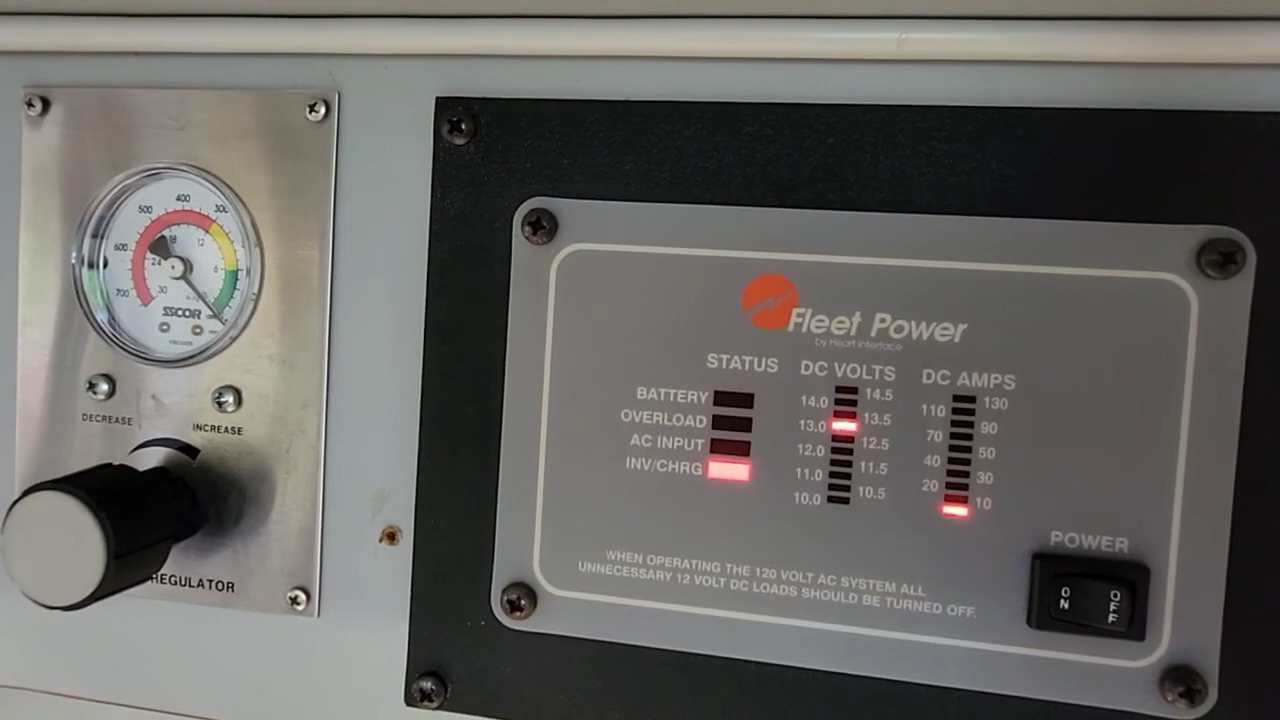 400
500
300
600
18
12
24
6
700
30
SSCOR
DECREASE
INCREASE
REGULATOR
Fleet Power
by Heart Interface
STATUS
DC VOLTS
DC AMPS
BATTERY
OVERLOAD
AC INPUT
INV/CHRG
14.5
14.0
13.5
13.0
12.5
12.0
11.5
11.0
10.5
10.0
130
110
90
70
50
40
30
20
10
WHEN OPERATING THE 120 VOLT AC SYSTEM ALL
UNNECESSARY 12 VOLT DC LOADS SHOULD BE TURNED OFF.
POWER
ON
OFF